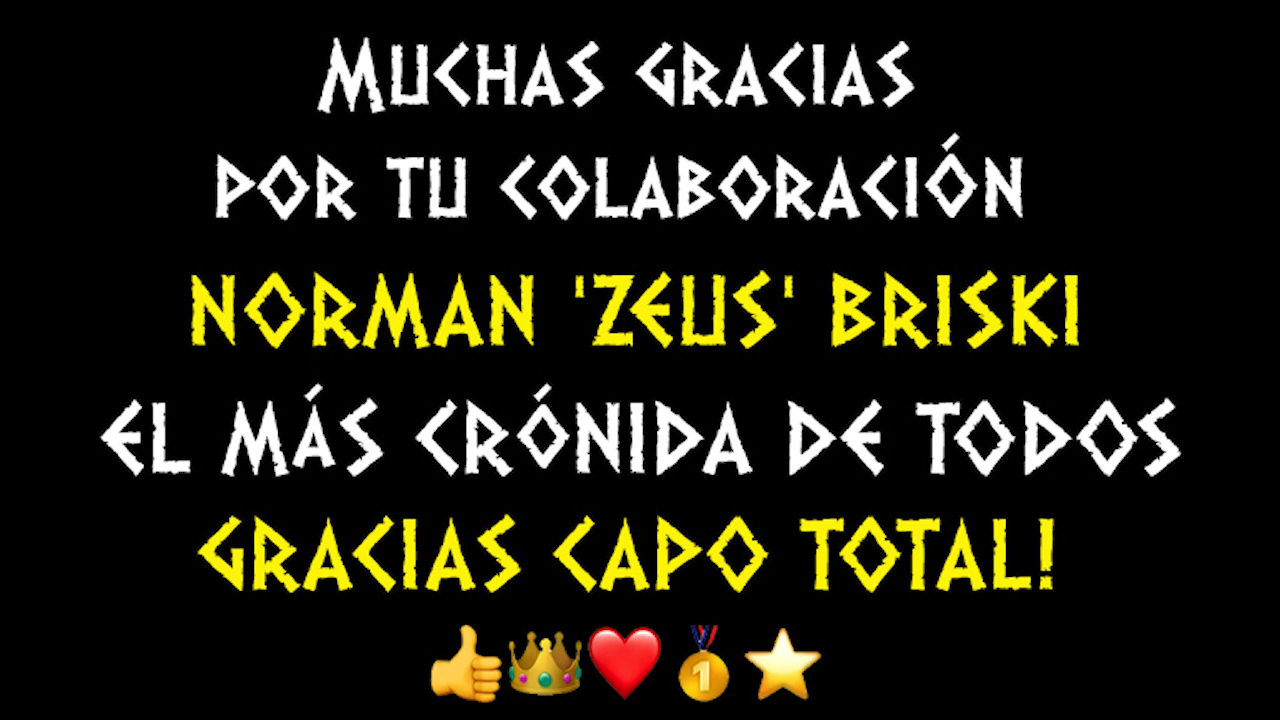 Muchas gracias
por tu colaboración
NORMAN 'ZEUS' BRISKI
EL MÁS CRÓNIDA DE TODOS
GRACIAS CAPO TOTAL!
👍👑❤️🥇⭐